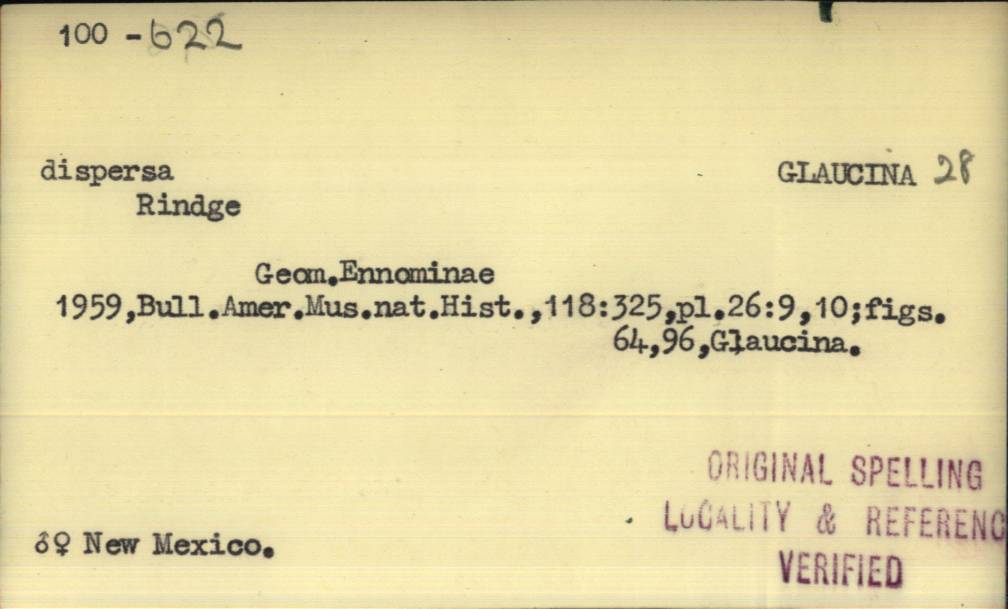 100 -622
dispersa GLAUCINA 28
Rindge
Geom.Ennominae
1959,Bull.Amer.Mus.nat.Hist.,118:325,pl.26:9,10;figs.
64,96,Glaucina.
ORIGINAL SPELLING
LOCALITY & REFERENC
♂♀ New Mexico.
VERIFIED